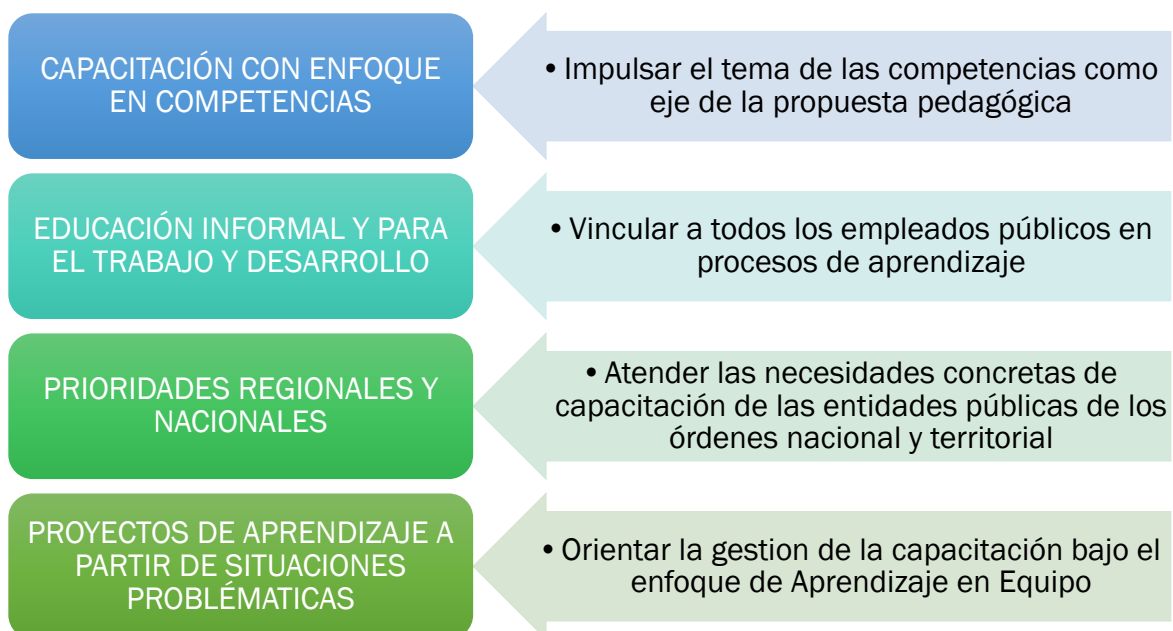 CAPACITACIÓN CON ENFOQUE
EN COMPETENCIAS
• Impulsar el tema de las competencias como
eje de la propuesta pedagógica
EDUCACIÓN INFORMAL Y PARA
EL TRABAJO Y DESARROLLO
• Vincular a todos los empleados públicos en
procesos de aprendizaje
PRIORIDADES REGIONALES Y
NACIONALES
• Atender las necesidades concretas de
capacitación de las entidades públicas de los
órdenes nacional y territorial
PROYECTOS DE APRENDIZAJE A
PARTIR DE SITUACIONES
PROBLÉMATICAS
• Orientar la gestion de la capacitación bajo el
enfoque de Aprendizaje en Equipo